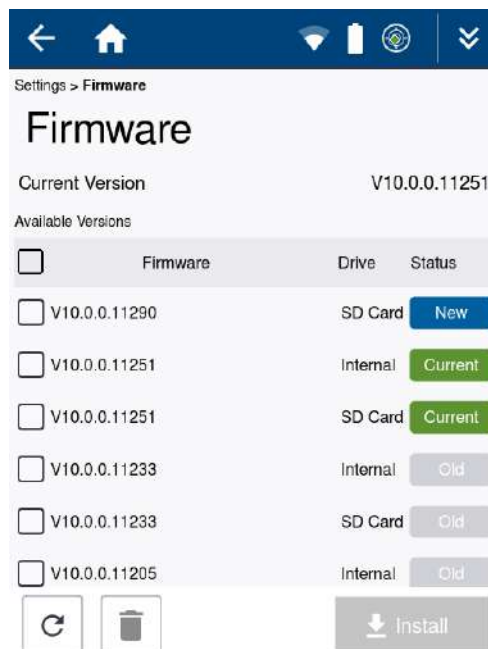 Settings > Firmware
Firmware
Current Version V10.0.0.11251
Available Versions
Firmware Drive Status
V10.0.0.11290 SD Card New
V10.0.0.11251 Internal Current
V10.0.0.11251 SD Card Current
V10.0.0.11233 Internal Old
V10.0.0.11233 SD Card Old
V10.0.0.11205 Internal Old
Install